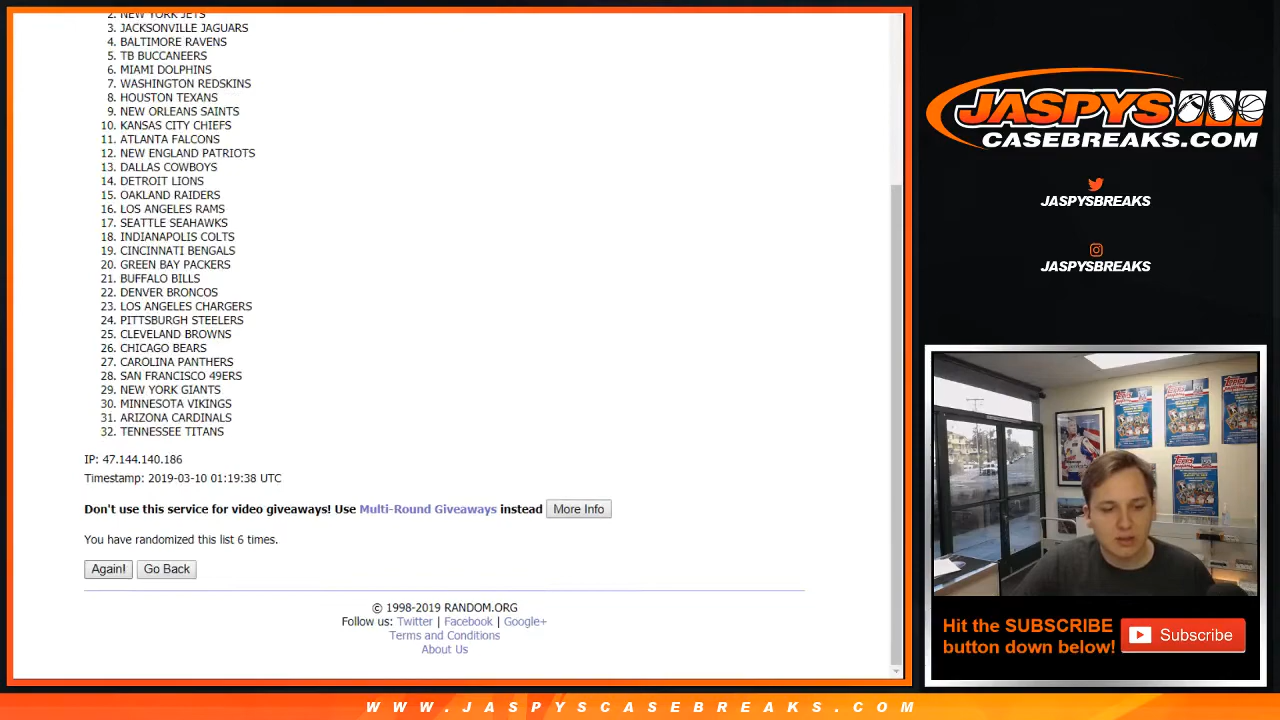 2. NEW YORK JETS
3. JACKSONVILLE JAGUARS
4. BALTIMORE RAVENS
5. TB BUCCANEERS
6. MIAMI DOLPHINS
7. WASHINGTON REDSKINS
8. HOUSTON TEXANS
9. NEW ORLEANS SAINTS
10. KANSAS CITY CHIEFS
11. ATLANTA FALCONS
12. NEW ENGLAND PATRIOTS
13. DALLAS COWBOYS
14. DETROIT LIONS
15. OAKLAND RAIDERS
16. LOS ANGELES RAMS
17. SEATTLE SEAHAWKS
18. INDIANAPOLIS COLTS
19. CINCINNATI BENGALS
20. GREEN BAY PACKERS
21. BUFFALO BILLS
22. DENVER BRONCOS
23. LOS ANGELES CHARGERS
24. PITTSBURGH STEELERS
25. CLEVELAND BROWNS
26. CHICAGO BEARS
27. CAROLINA PANTHERS
28. SAN FRANCISCO 49ERS
29. NEW YORK GIANTS
30. MINNESOTA VIKINGS
31. ARIZONA CARDINALS
32. TENNESSEE TITANS
IP: 47.144.140.186
Timestamp: 2019-03-10 01:19:38 UTC
Don't use this service for video giveaways! Use Multi-Round Giveaways instead More Info
You have randomized this list 6 times.
Again! Go Back
© 1998-2019 RANDOM.ORG
Follow us: Twitter | Facebook | Google+
Terms and Conditions
About Us
JASPYS
CASEBREAKS.COM
JASPYSBREAKS
JASPYSBREAKS
Topps
Topps
Topps
Topps
Hit the SUBSCRIBE
button down below!
Subscribe
WWW.JASPYSCASEBREAKS.COM